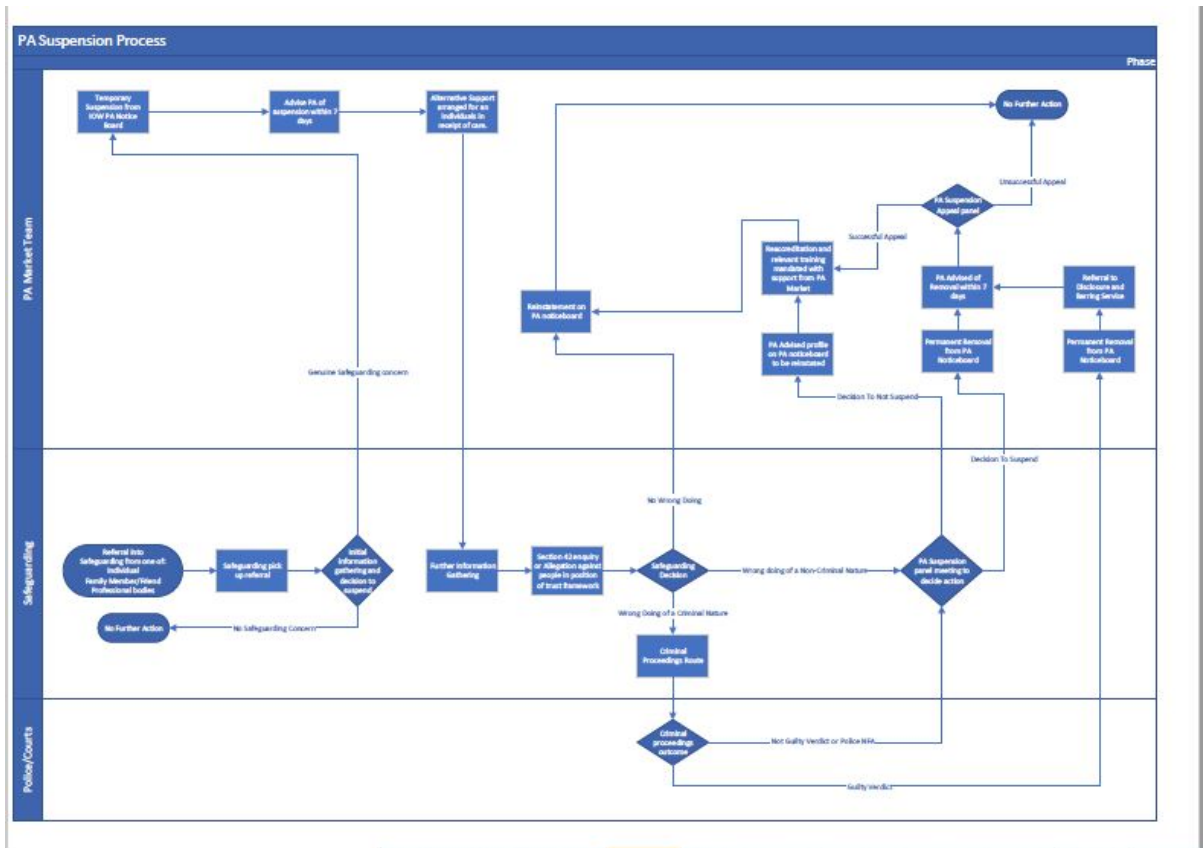 PA Suspension Process
Phase
PA Market Team
Temporary
Suspension from
IOW PA Notice
Board
Advise PA of
suspension within 7
days
Alternative Support
arranged for an
individuals in
receipt of care.
No Further Action
Unsuccessful Appeal
PA Suspension
Appeal panel
Successful Appeal
Reaccreditation and
relevant training
mandated with
support from PA
Market
PA Advised of
Removal within 7
days
Referral to
Disclosure and
Barring Service
Reinstatement on
PA noticeboard
PA Advised profile
on PA noticeboard
to be reinstated
Permanent Removal
from PA
Noticeboard
Permanent Removal
from PA
Noticeboard
Genuine Safeguarding concern
Decision To Not Suspend
Decision To Suspend
Safeguarding
No Wrong Doing
Referral into
Safeguarding from one of:
Individual
Family Member/Friend
Professional bodies
Safeguarding pick
up referral
Initial
information
gathering and
decision to
suspend
Further Information
Gathering
Section 42 enquiry
or Allegation against
people in position
of trust framework
Safeguarding
Decision
Wrong doing of a Non-Criminal Nature
PA Suspension
panel meeting to
decide action
Wrong Doing of a Criminal Nature
No Further Action
No Safeguarding Concern
Criminal
Proceedings Route
Police/Courts
Criminal
proceedings
outcome
Not Guilty Verdict or Police NFA
Guilty Verdict